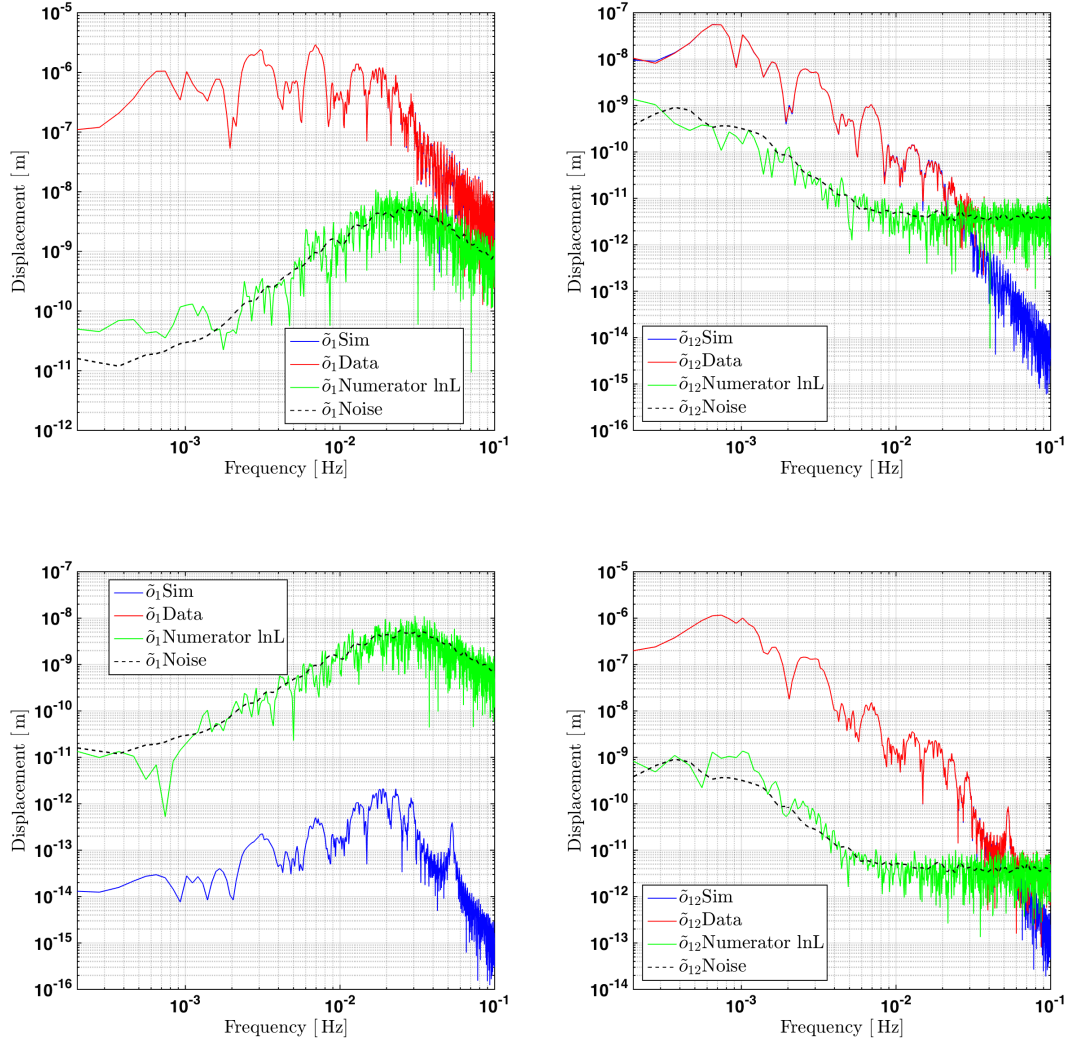 10⁻⁵
10⁻⁶
10⁻⁷
10⁻⁸
10⁻⁹
10⁻¹⁰
10⁻¹¹
10⁻¹²
Displacement [ m]
õ₁Sim
õ₁Data
õ₁Numerator lnL
õ₁Noise
10⁻³
10⁻²
10⁻¹
Frequency [ Hz]
10⁻⁷
10⁻⁸
10⁻⁹
10⁻¹⁰
10⁻¹¹
10⁻¹²
10⁻¹³
10⁻¹⁴
10⁻¹⁵
10⁻¹⁶
Displacement [ m]
õ₁₂Sim
õ₁₂Data
õ₁₂Numerator lnL
õ₁₂Noise
10⁻³
10⁻²
10⁻¹
Frequency [ Hz]
10⁻⁷
10⁻⁸
10⁻⁹
10⁻¹⁰
10⁻¹¹
10⁻¹²
10⁻¹³
10⁻¹⁴
10⁻¹⁵
10⁻¹⁶
Displacement [ m]
õ₁Sim
õ₁Data
õ₁Numerator lnL
õ₁Noise
10⁻³
10⁻²
10⁻¹
Frequency [ Hz]
10⁻⁵
10⁻⁶
10⁻⁷
10⁻⁸
10⁻⁹
10⁻¹⁰
10⁻¹¹
10⁻¹²
10⁻¹³
10⁻¹⁴
Displacement [ m]
õ₁₂Sim
õ₁₂Data
õ₁₂Numerator lnL
õ₁₂Noise
10⁻³
10⁻²
10⁻¹
Frequency [ Hz]